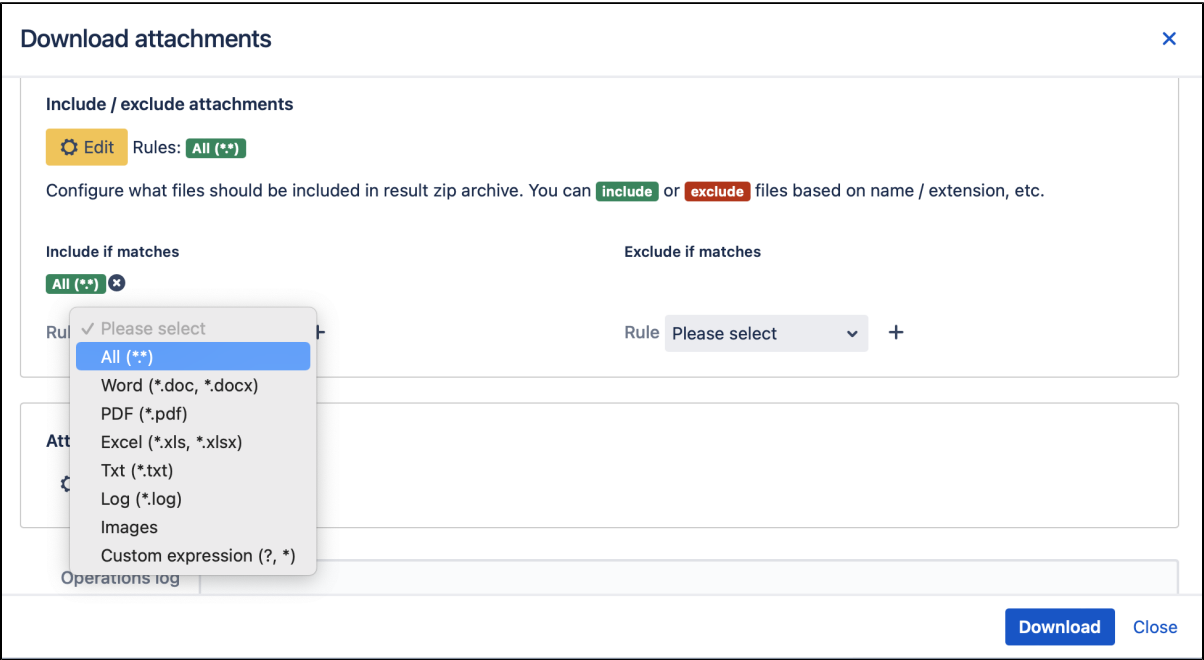 Download attachments
Include / exclude attachments
Edit Rules: All (*.*)
Configure what files should be included in result zip archive. You can include or exclude files based on name / extension, etc.
Include if matches
Exclude if matches
All (*.*)
Rul
Please select
Rule Please select
All (*.*)
Word (*.doc, *.docx)
PDF (*.pdf)
Excel (*.xls, *.xlsx)
Txt (*.txt)
Log (*.log)
Images
Custom expression (?, *)
Att
Operations log
Download Close